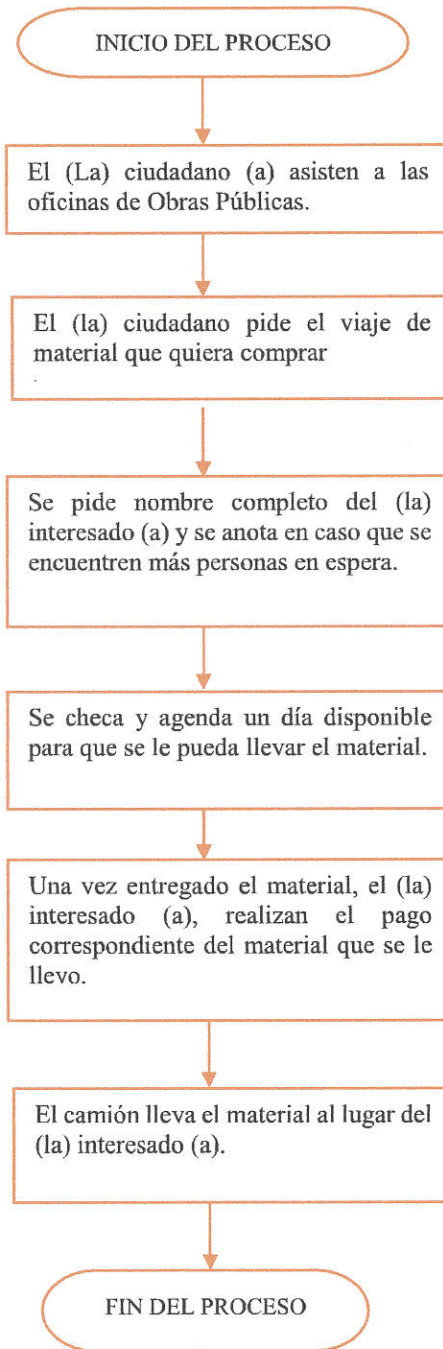 INICIO DEL PROCESO
El (La) ciudadano (a) asisten a las
oficinas de Obras Públicas.
El (la) ciudadano pide el viaje de
material que quiera comprar
.
Se pide nombre completo del (la)
interesado (a) y se anota en caso que se
encuentren más personas en espera.
Se checa y agenda un día disponible
para que se le pueda llevar el material.
Una vez entregado el material, el (la)
interesado (a), realizan el pago
correspondiente del material que se le
llevo.
El camión lleva el material al lugar del
(la) interesado (a).
FIN DEL PROCESO